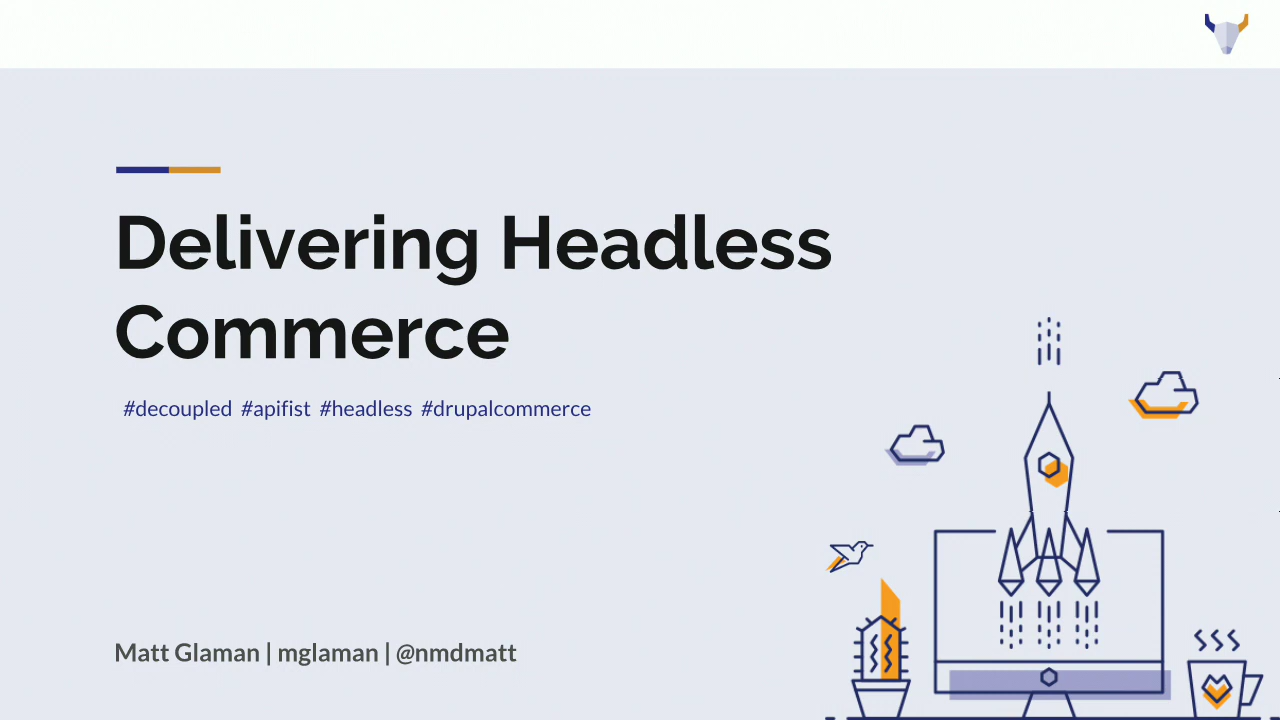 Delivering Headless
Commerce
#decoupled #apifist #headless #drupalcommerce
Matt Glaman | mglaman | @nmdmatt